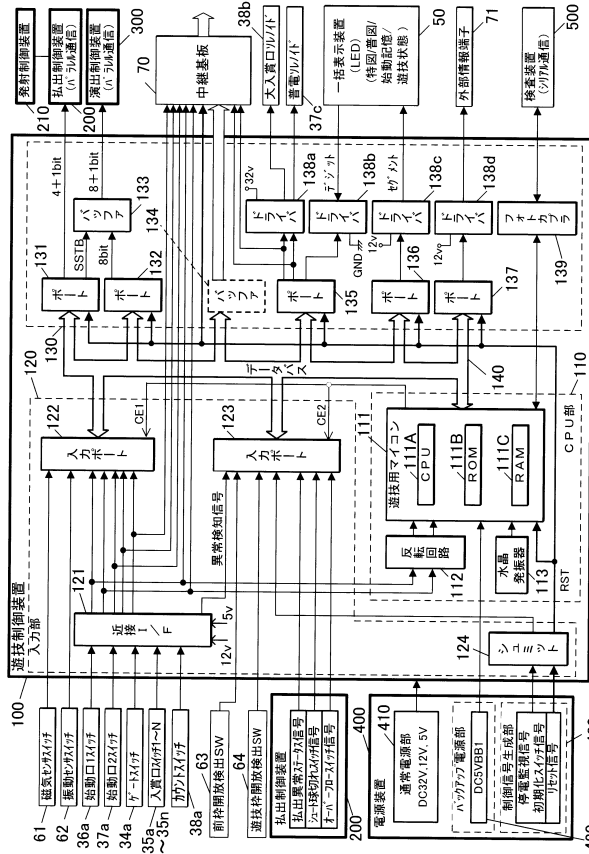 210
発射制御装置
払出制御装置
(パラレル通信)
200
演出制御装置
(パラレル通信)
300
70
中継基板
38b
大入賞口ソレノイド
普電ソレノイド
37c
一括表示装置
(LED)
(特図/普図/
始動記憶/
遊技状態)
50
外部情報端子
71
検査装置
(シリアル通信)
500
4+1bit
8+1bit
131
ポート
SSTB
132
ポート
8bit
バッファ
133
134
バッファ
ポート
135
ポート
136
ポート
137
32v
ドライバ
138a
デジット
ドライバ
138b
GND
セグメント
12v
ドライバ
138c
12v
ドライバ
138d
フォトカプラ
139
130
データバス
140
120
122
入力ポート
CE1
123
入力ポート
CE2
110
111
遊技用マイコン
111A
CPU
111B
ROM
111C
RAM
CPU部
反転回路
112
水晶発振器
113
RST
100
遊技制御装置
入力部
121
近接I/F
12v
5v
異常検知信号
124
シュミット
61
磁気センサスイッチ
62
振動センサスイッチ
36a
始動口1スイッチ
37a
始動口2スイッチ
34a
ゲートスイッチ
35a
~35n
入賞口スイッチ1~N
38a
カウントスイッチ
63
前枠開放検出SW
64
遊技枠開放検出SW
払出制御装置
払出異常ステータス信号
シュート球切れスイッチ信号
オーバーフロースイッチ信号
200
400
電源装置
410
通常電源部
DC32V,12V,5V
バックアップ電源部
DC5VBB1
制御信号生成部
停電監視信号
初期化スイッチ信号
リセット信号